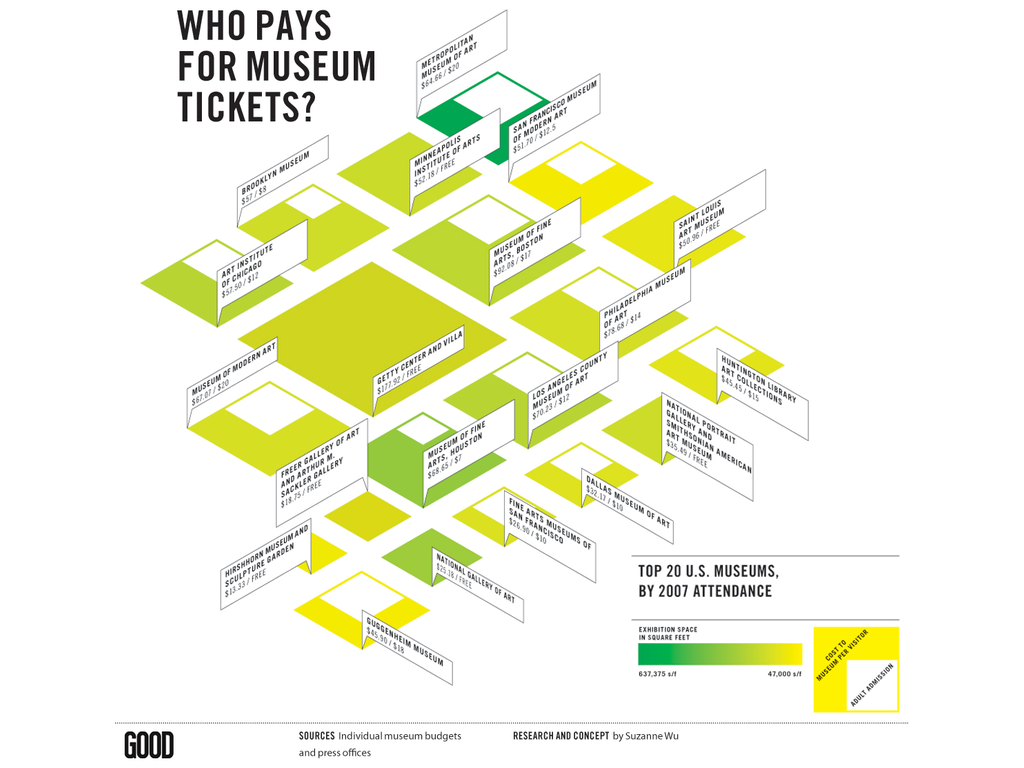 WHO PAYS
FOR MUSEUM
TICKETS?
METROPOLITAN
MUSEUM OF ART
$64.66 / $20
SAN FRANCISCO MUSEUM
OF MODERN ART
$51.70 / $12.5
MINNEAPOLIS
INSTITUTE OF ARTS
$52.18 / FREE
BROOKLYN MUSEUM
$57 / $8
SAINT LOUIS
ART MUSEUM
$50.96 / FREE
MUSEUM OF FINE
ARTS, BOSTON
$92.08 / $17
ART INSTITUTE
OF CHICAGO
$57.50 / $12
PHILADELPHIA MUSEUM
OF ART
$78.68 / $14
GETTY CENTER AND VILLA
$177.92 / FREE
MUSEUM OF MODERN ART
$67.07 / $20
LOS ANGELES COUNTY
MUSEUM OF ART
$70.23 / $12
HUNTINGTON LIBRARY
ART COLLECTIONS
$45.45 / $15
NATIONAL PORTRAIT
GALLERY AND
SMITHSONIAN AMERICAN
ART MUSEUM
$35.49 / FREE
MUSEUM OF FINE
ARTS, HOUSTON
$68.65 / $7
FREER GALLERY OF ART
AND ARTHUR M.
SACKLER GALLERY
$18.75 / FREE
DALLAS MUSEUM OF ART
$32.17 / $10
FINE ARTS MUSEUMS OF
SAN FRANCISCO
$26.90 / $10
HIRSHHORN MUSEUM AND
SCULPTURE GARDEN
$13.33 / FREE
NATIONAL GALLERY OF ART
$25.18 / FREE
GUGGENHEIM MUSEUM
$45.90 / $18
TOP 20 U.S. MUSEUMS,
BY 2007 ATTENDANCE
EXHIBITION SPACE
IN SQUARE FEET
637,375 s/f
47,000 s/f
COST TO
MUSEUM PER VISITOR
ADULT ADMISSION
GOOD
SOURCES Individual museum budgets
and press offices
RESEARCH AND CONCEPT by Suzanne Wu